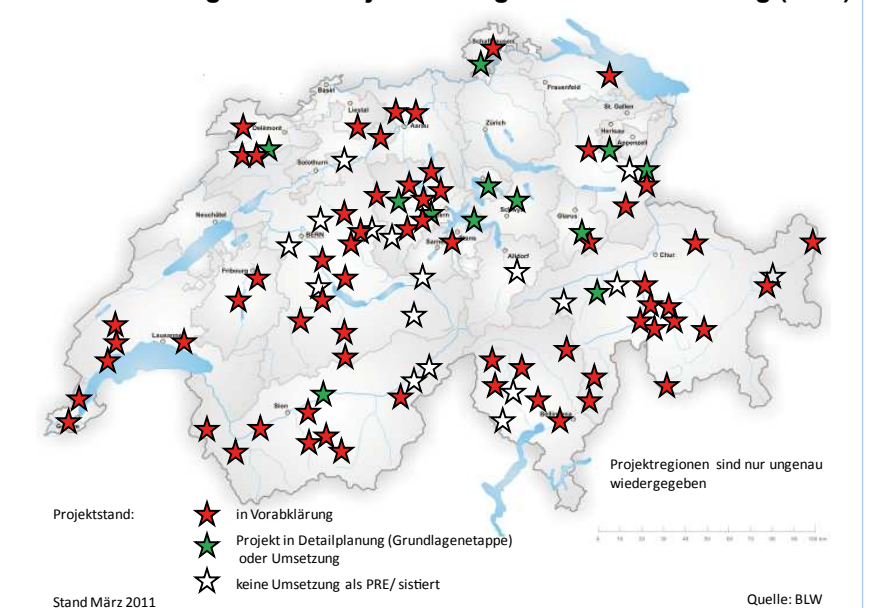 Schaffhausen
Basel
Frauenfeld
Liestal
St. Gallen
Delémont
Aarau
Zürich
Herisau
Appenzell
Solothurn
Neuchâtel
Glarus
BERN
Sarnen
Altdorf
Chur
Fribourg
Lausanne
Sion
Bellinzona
Projektregionen sind nur ungenau
wiedergegeben
Projektstand:
in Vorabklärung
Projekt in Detailplanung (Grundlagenetappe)
oder Umsetzung
keine Umsetzung als PRE/ sistiert
Stand März 2011
Quelle: BLW